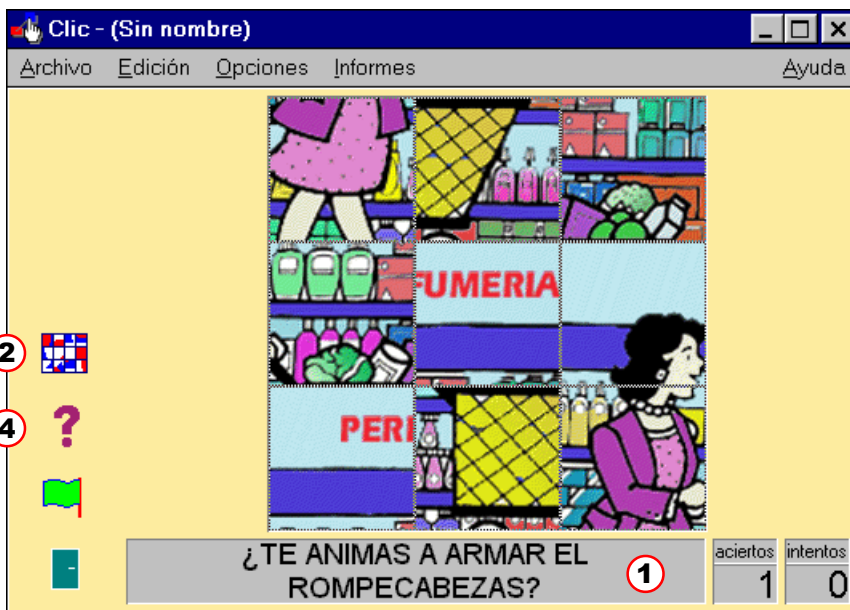 Clic - (Sin nombre)
Archivo Edición Opciones Informes Ayuda
FUMERIA
2
4
PERF
¿TE ANIMAS A ARMAR EL
ROMPECABEZAS?
1
aciertos intentos
1 0